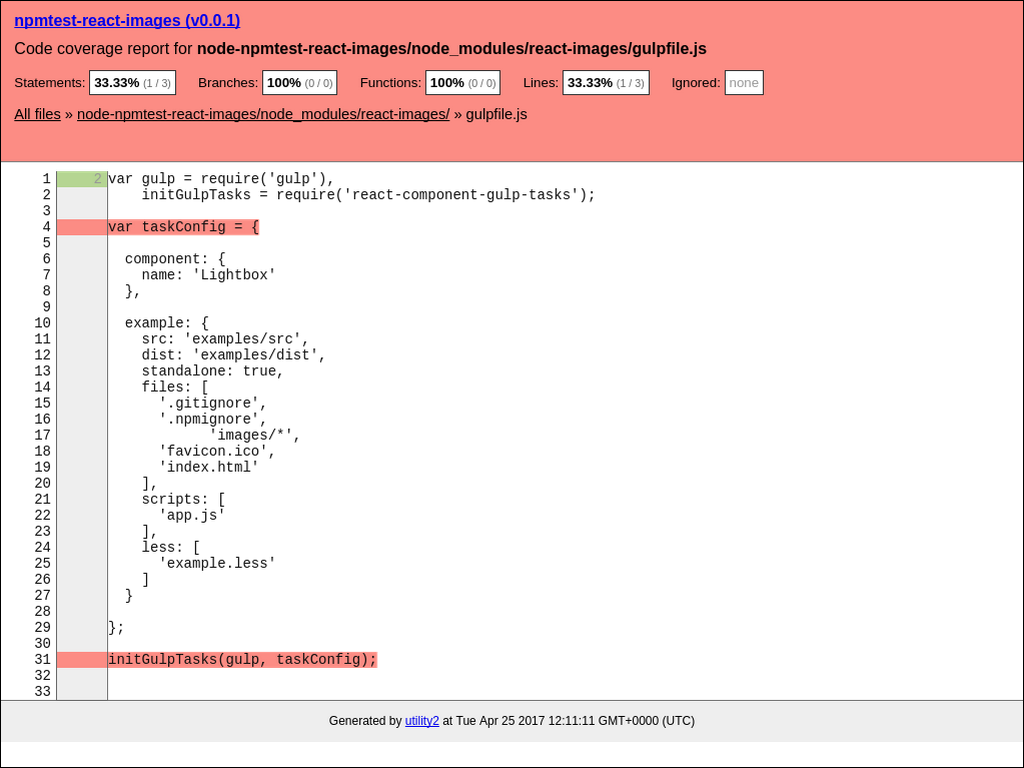 npmtest-react-images (v0.0.1)
Code coverage report for node-npmtest-react-images/node_modules/react-images/gulpfile.js
Statements: 33.33% (1 / 3) Branches: 100% (0 / 0) Functions: 100% (0 / 0) Lines: 33.33% (1 / 3) Ignored: none
All files » node-npmtest-react-images/node_modules/react-images/ » gulpfile.js
1 2 var gulp = require('gulp'),
2     initGulpTasks = require('react-component-gulp-tasks');
3
4 var taskConfig = {
5
6   component: {
7     name: 'Lightbox'
8   },
9
10   example: {
11     src: 'examples/src',
12     dist: 'examples/dist',
13     standalone: true,
14     files: [
15       '.gitignore',
16       '.npmignore',
17             'images/*',
18       'favicon.ico',
19       'index.html'
20     ],
21     scripts: [
22       'app.js'
23     ],
24     less: [
25       'example.less'
26     ]
27   }
28
29 };
30
31 initGulpTasks(gulp, taskConfig);
32
33
Generated by utility2 at Tue Apr 25 2017 12:11:11 GMT+0000 (UTC)